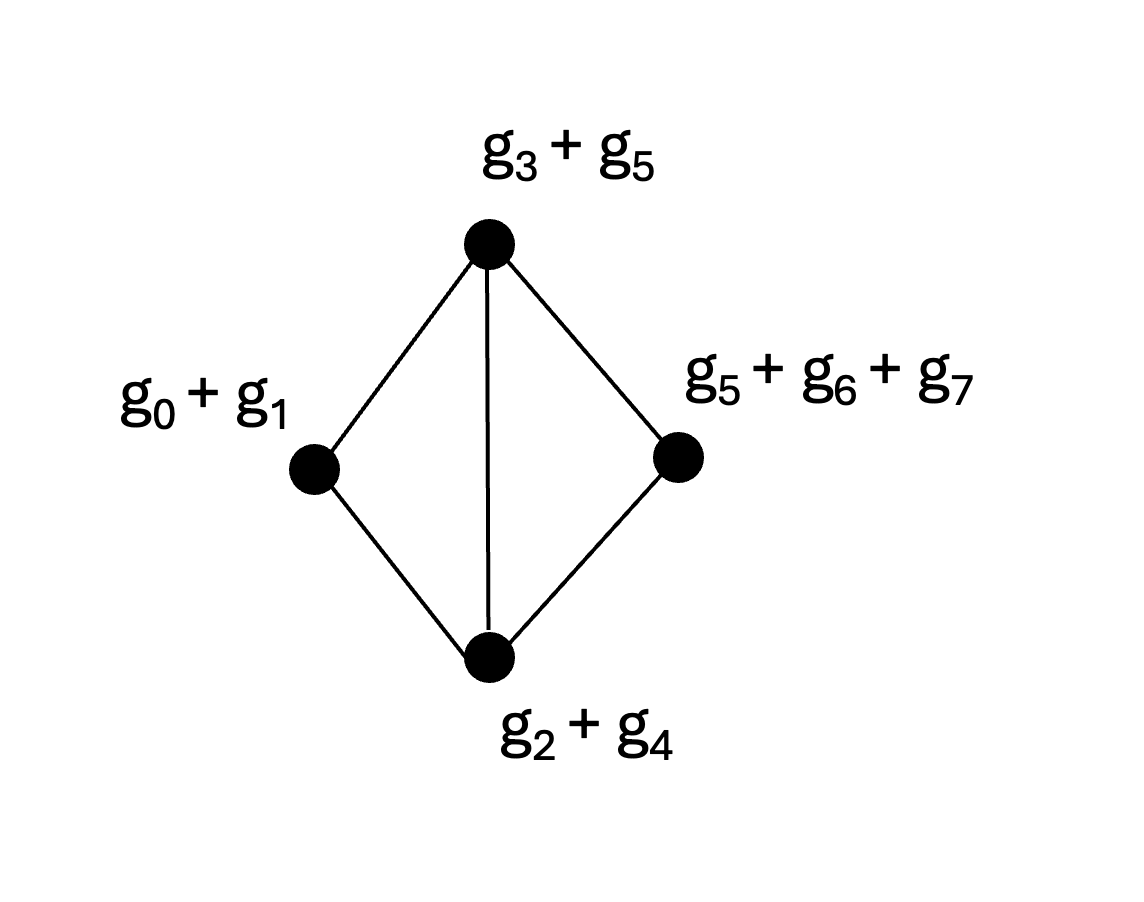 g₃ + g₅
g₅ + g₆ + g₇
g₀ + g₁
g₂ + g₄